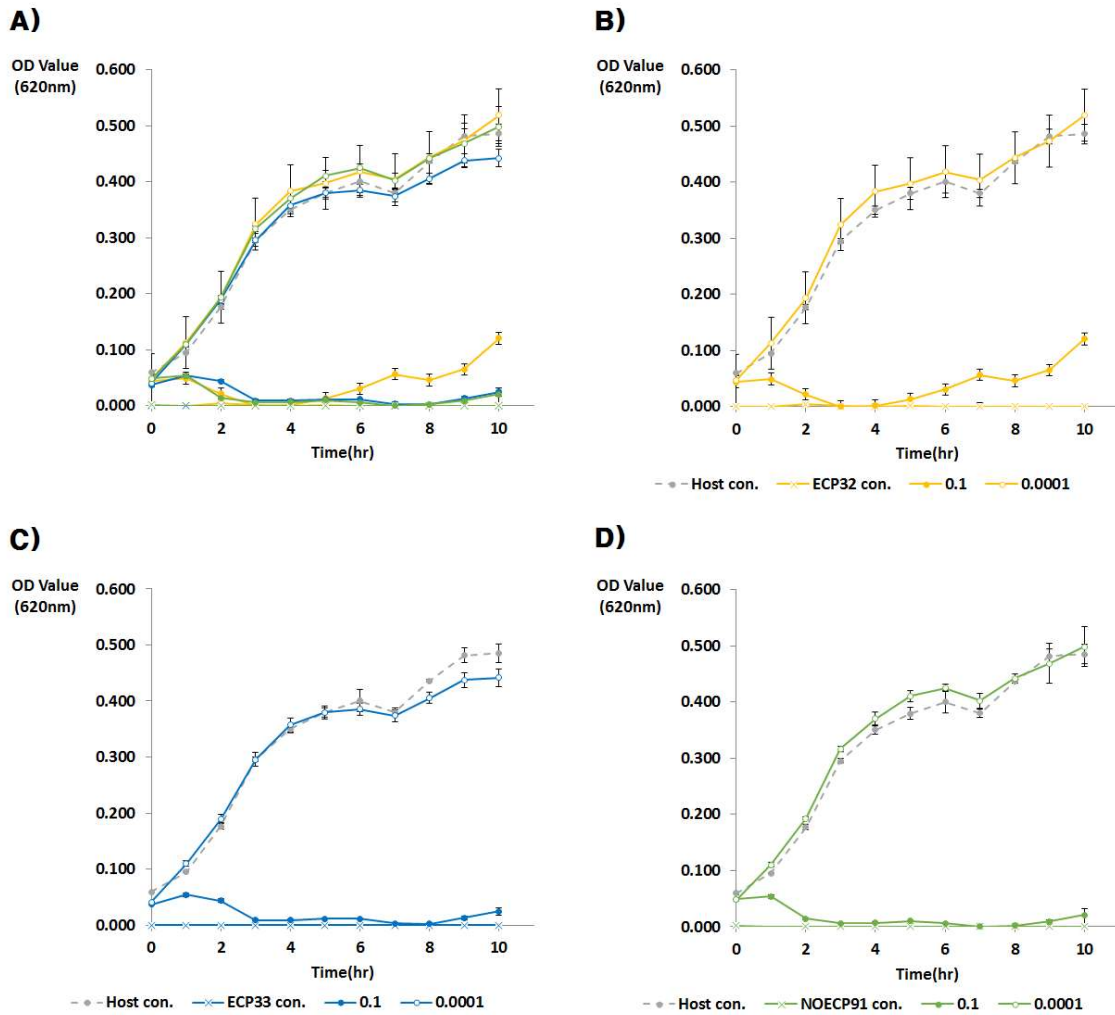 A)
OD Value
(620nm)
0.600
0.500
0.400
0.300
0.200
0.100
0.000
0 2 4 6 8 10
Time(hr)
B)
OD Value
(620nm)
0.600
0.500
0.400
0.300
0.200
0.100
0.000
0 2 4 6 8 10
Time(hr)
Host con. ECP32 con. 0.1 0.0001
C)
OD Value
(620nm)
0.600
0.500
0.400
0.300
0.200
0.100
0.000
0 2 4 6 8 10
Time(hr)
Host con. ECP33 con. 0.1 0.0001
D)
OD Value
(620nm)
0.600
0.500
0.400
0.300
0.200
0.100
0.000
0 2 4 6 8 10
Time(hr)
Host con. NOECP91 con. 0.1 0.0001